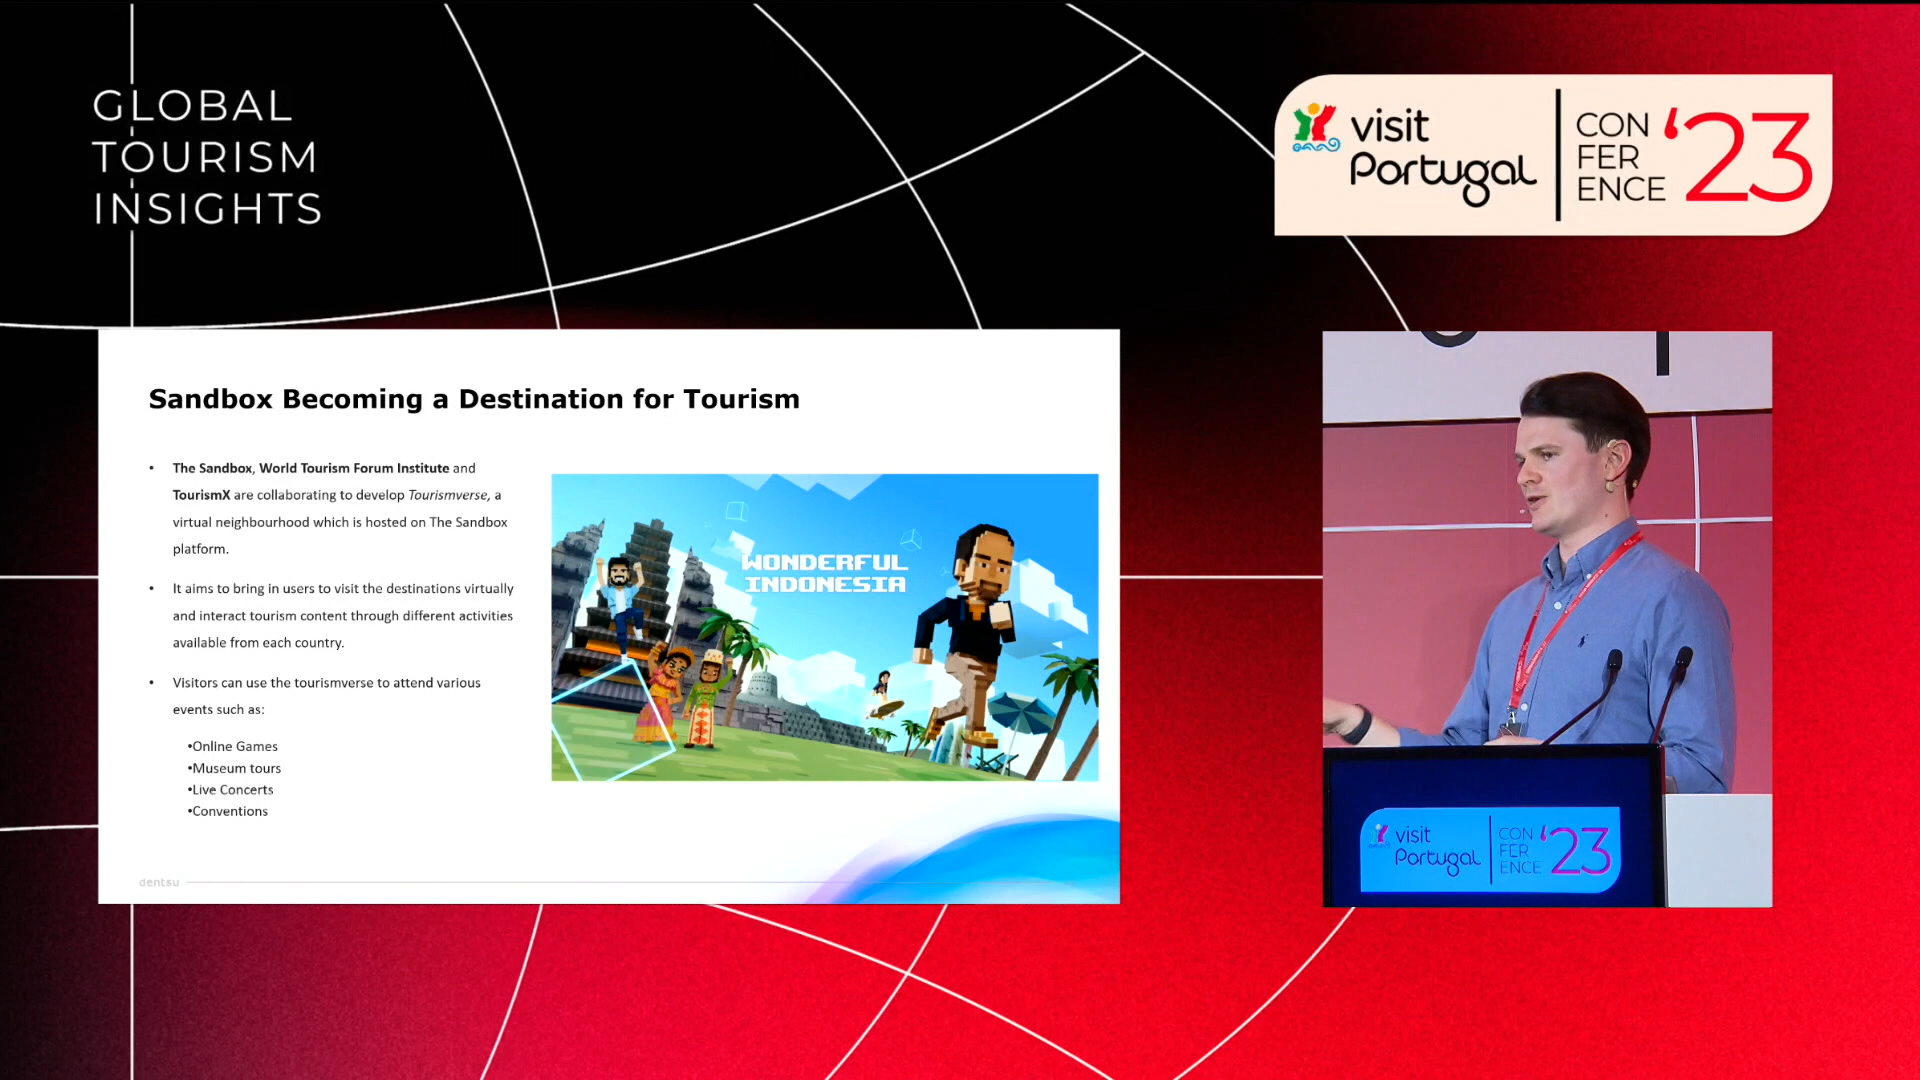 GLOBAL
TOURISM
INSIGHTS
visit
Portugal
CON
FER
ENCE
'23
Sandbox Becoming a Destination for Tourism
• The Sandbox, World Tourism Forum Institute and
TourismX are collaborating to develop Tourismverse, a
virtual neighbourhood which is hosted on The Sandbox
platform.
• It aims to bring in users to visit the destinations virtually
and interact tourism content through different activities
available from each country.
• Visitors can use the tourismverse to attend various
events such as:
•Online Games
•Museum tours
•Live Concerts
•Conventions
WONDERFUL
INDONESIA
dentsu
visit
Portugal
CON
FER
ENCE
'23